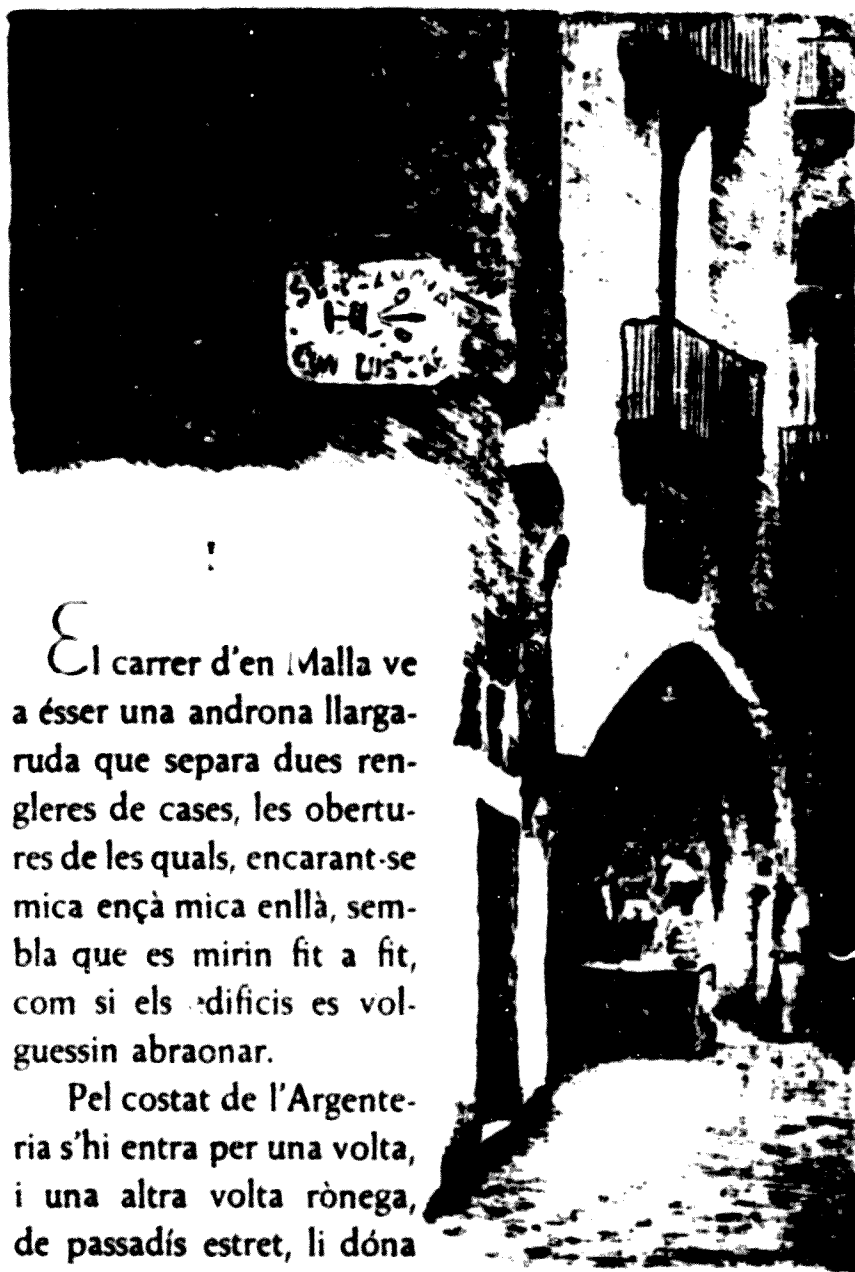 El carrer d'en Malla ve
a ésser una androna llarga-
ruda que separa dues ren-
gleres de cases, les obertu-
res de les quals, encarant-se
mica ençà mica enllà, sem-
bla que es mirin fit a fit,
com si els edificis es vol-
guessin abraonar.
Pel costat de l'Argente-
ria s'hi entra per una volta,
i una altra volta rònega,
de passadís estret, li dóna